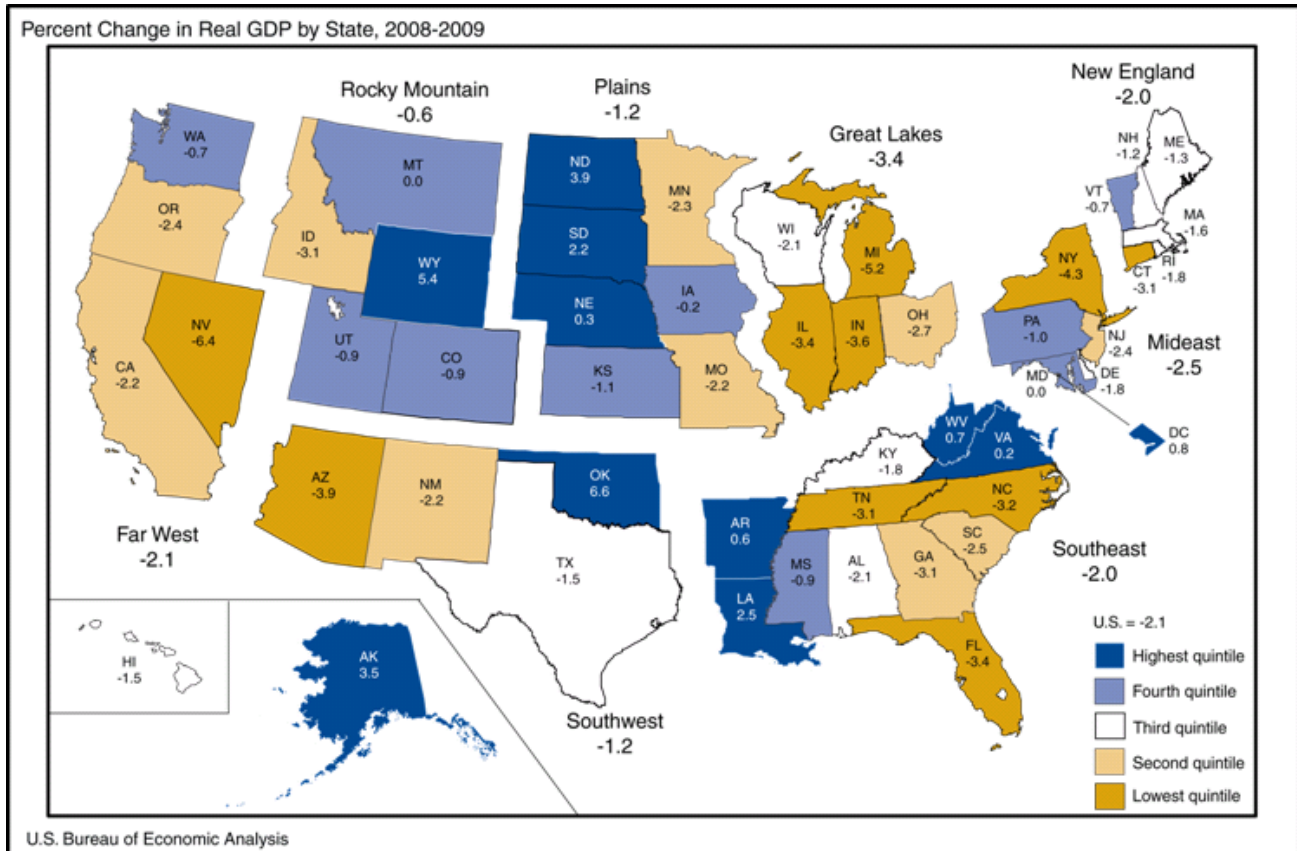 Percent Change in Real GDP by State, 2008-2009
Rocky Mountain
-0.6
Plains
-1.2
New England
-2.0
Great Lakes
-3.4
WA
-0.7
MT
0.0
ND
3.9
MN
-2.3
NH
-1.2
ME
-1.3
VT
-0.7
MA
-1.6
OR
-2.4
ID
-3.1
WY
5.4
SD
2.2
WI
-2.1
MI
-5.2
NY
-4.3
CT
-3.1
RI
-1.8
NV
-6.4
UT
-0.9
CO
-0.9
NE
0.3
IA
-0.2
IL
-3.4
IN
-3.6
OH
-2.7
PA
-1.0
NJ
-2.4
Mideast
-2.5
CA
-2.2
KS
-1.1
MO
-2.2
MD
0.0
DE
-1.8
DC
0.8
WV
0.7
VA
0.2
KY
-1.8
AZ
-3.9
NM
-2.2
OK
6.6
AR
0.6
TN
-3.1
NC
-3.2
SC
-2.5
Far West
-2.1
TX
-1.5
LA
2.5
MS
-0.9
AL
-2.1
GA
-3.1
Southeast
-2.0
FL
-3.4
HI
-1.5
AK
3.5
Southwest
-1.2
U.S. = -2.1
Highest quintile
Fourth quintile
Third quintile
Second quintile
Lowest quintile
U.S. Bureau of Economic Analysis